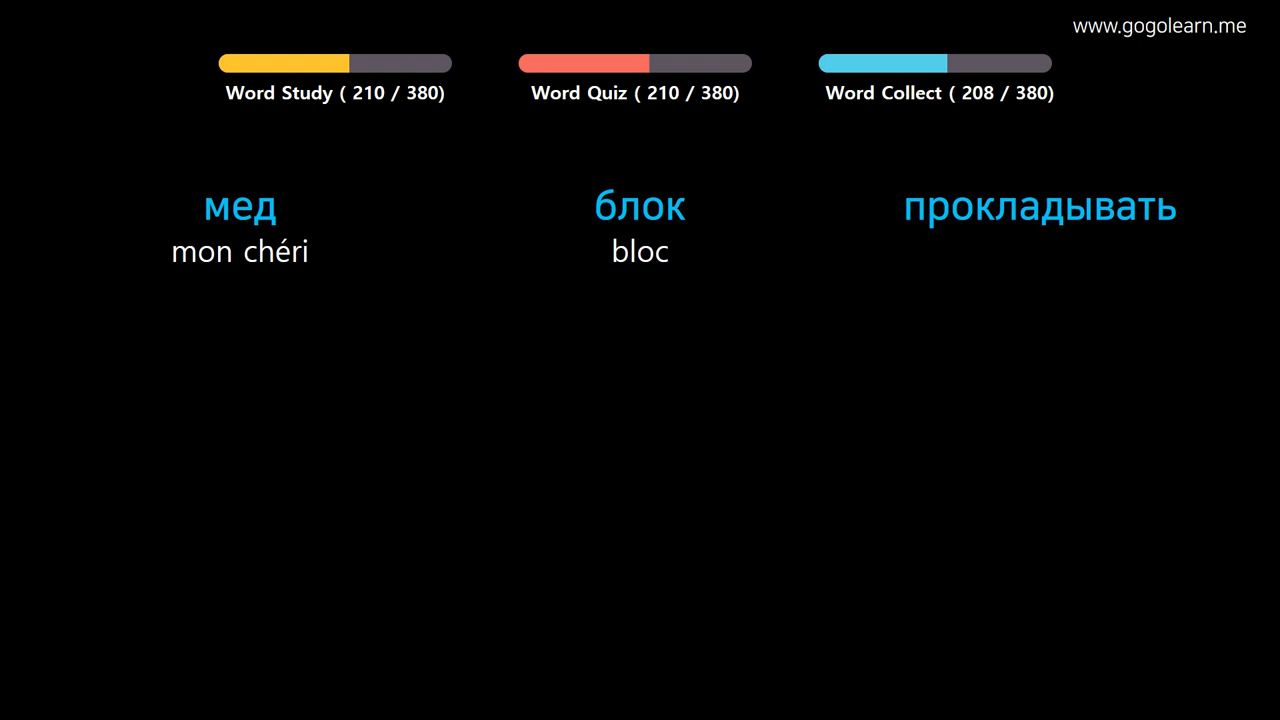 www.gogolearn.me
Word Study ( 210 / 380)
Word Quiz ( 210 / 380)
Word Collect ( 208 / 380)
мед
mon chéri
блок
bloc
прокладывать